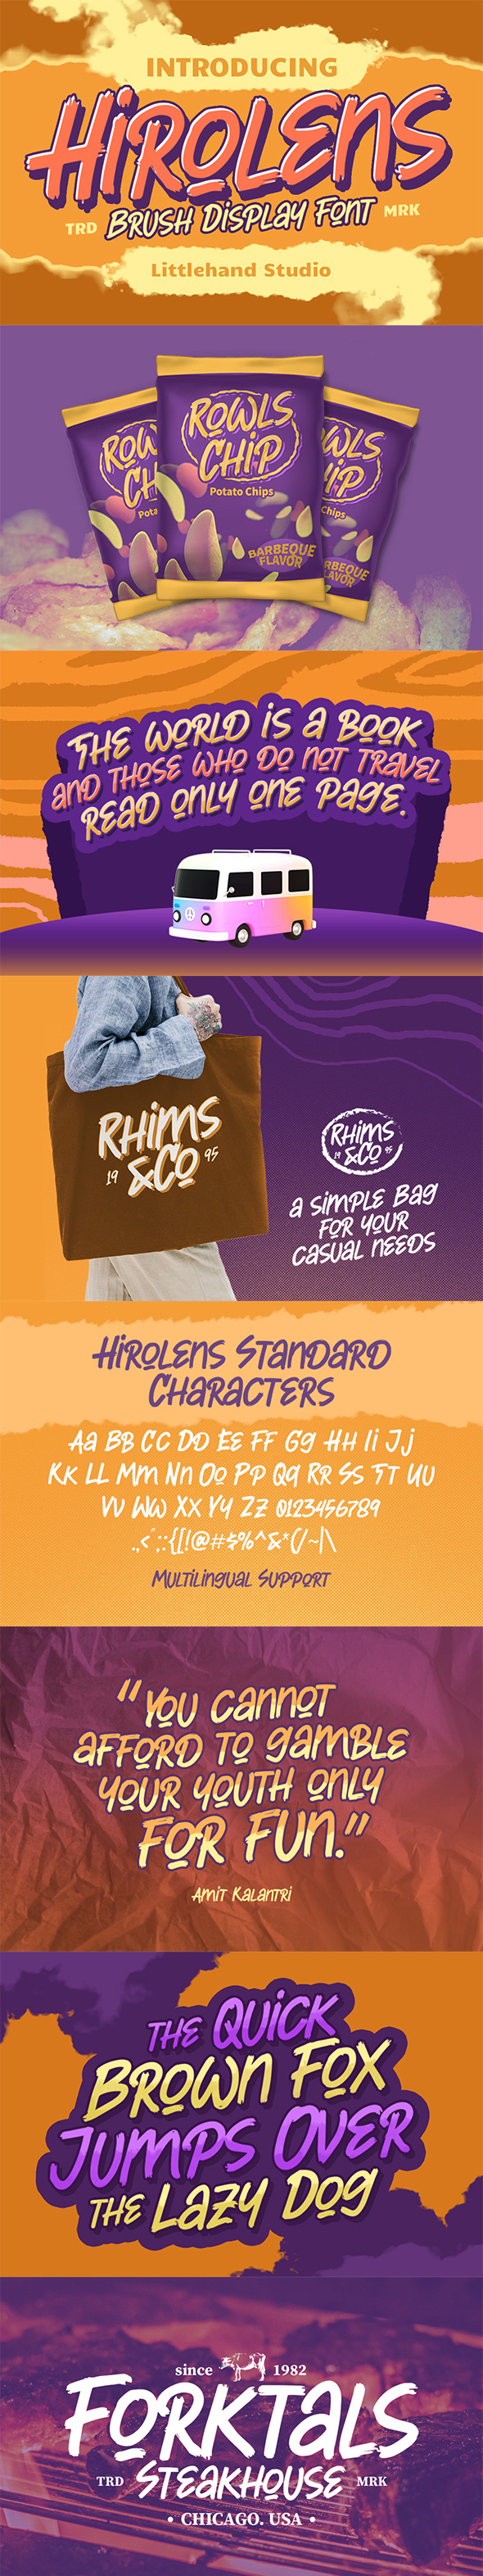 INTRODUCING
HiROLENS
TRD BRUSH DiSPLAY FONT MRK
Littlehand Studio
ROWLS
CHiP
Potato Chips
BARBEQUE
FLAVOR
THE WORLD iS a BOOK
AND THOSE WHO DO NOT TRAVEL
READ ONLY ONE PAGE.
RHiMS
19 &CO 95
RHiMS
19 &CO 95
a SiMPLE Bag
FOR YOUR
CASUAL NEEDS
HiROLENS STANDARD
CHARACTERS
Aa BB CC DD EE FF Gg HH Ii Jj
KK LL Mm Nn Oo PP Qq RR SS TT UU
VV WW XX YY ZZ 0123456789
MULTiLiNGUAL SUPPORT
“YOU CANNOT
AFFORD TO gAMBLE
YOUR YOUTH ONLY
FOR FUN.”
AMiT KALANTRi
THE QUiCK
BROWN FOX
JUMPS OVER
THE LAZY DOg
since 1982
FORKTALS
TRD STEAKHOUSE MRK
• CHICAGO. USA •